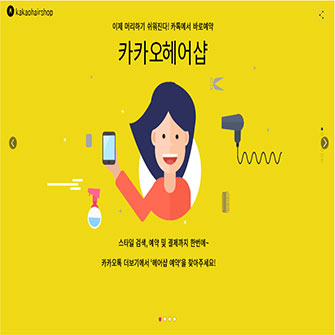 kakaohairshop
이제 머리하기 쉬워진다! 카톡에서 바로예약
카카오헤어샵
스타일 검색, 예약 및 결제까지 한번에~
카카오톡 더보기에서 '헤어샵 예약'을 찾아주세요!